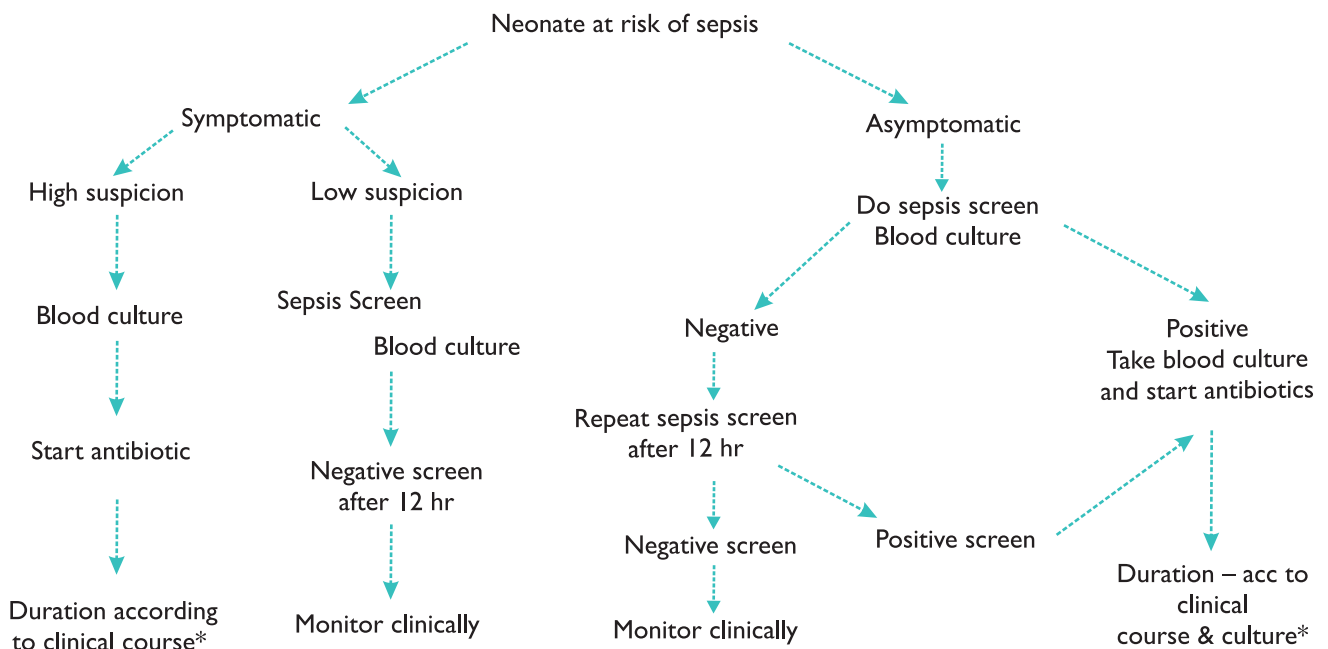 Neonate at risk of sepsis
Symptomatic
Asymptomatic
High suspicion
Low suspicion
Do sepsis screen
Blood culture
Blood culture
Sepsis Screen
Blood culture
Negative
Positive
Take blood culture
and start antibiotics
Start antibiotic
Negative screen
after 12 hr
Repeat sepsis screen
after 12 hr
Negative screen
Positive screen
Duration according
to clinical course*
Monitor clinically
Monitor clinically
Duration – acc to
clinical
course & culture*